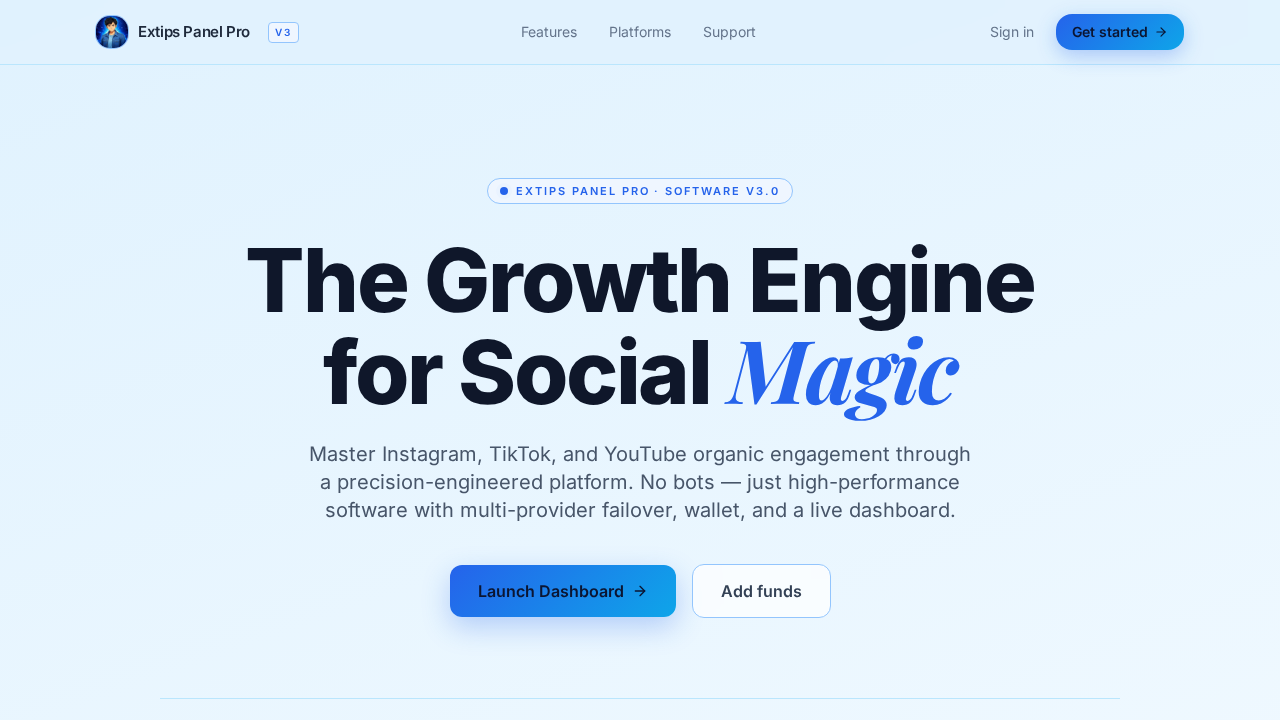 Extips Panel Pro
V3
Features
Platforms
Support
Sign in
Get started →
EXTIPS PANEL PRO · SOFTWARE V3.0
The Growth Engine
for Social Magic
Master Instagram, TikTok, and YouTube organic engagement through
a precision-engineered platform. No bots — just high-performance
software with multi-provider failover, wallet, and a live dashboard.
Launch Dashboard →
Add funds